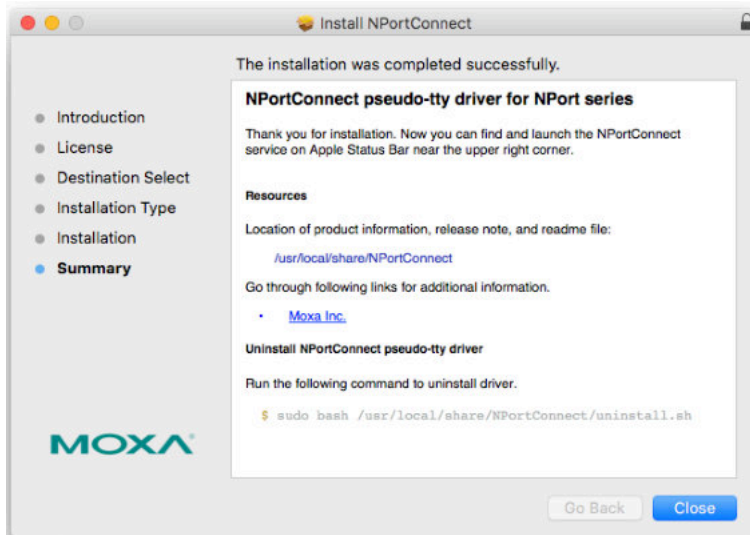 Install NPortConnect
The installation was completed successfully.
Introduction
License
Destination Select
Installation Type
Installation
Summary
NPortConnect pseudo-tty driver for NPort series
Thank you for installation. Now you can find and launch the NPortConnect
service on Apple Status Bar near the upper right corner.
Resources
Location of product information, release note, and readme file:
/usr/local/share/NPortConnect
Go through following links for additional information.
• Moxa Inc.
Uninstall NPortConnect pseudo-tty driver
Run the following command to uninstall driver.
$ sudo bash /usr/local/share/NPortConnect/uninstall.sh
MOXA
Go Back
Close